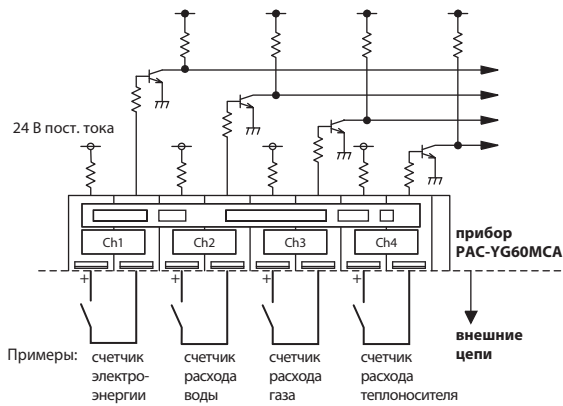 24 В пост. тока
Ch1 Ch2 Ch3 Ch4
прибор
PAC-YG60MCA
+ + + +
внешние
цепи
Примеры: счетчик счетчик счетчик счетчик
электро- расхода расхода расхода
энергии воды газа теплоносителя